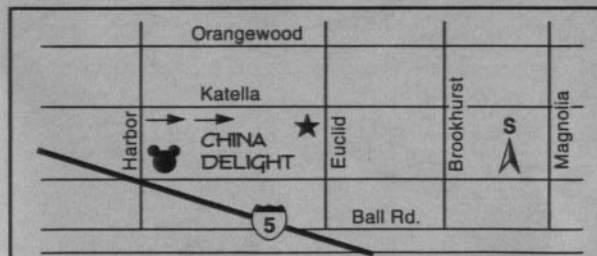 Orangewood
Katella
Harbor
CHINA
DELIGHT
Euclid
Brookhurst
S
Magnolia
5
Ball Rd.